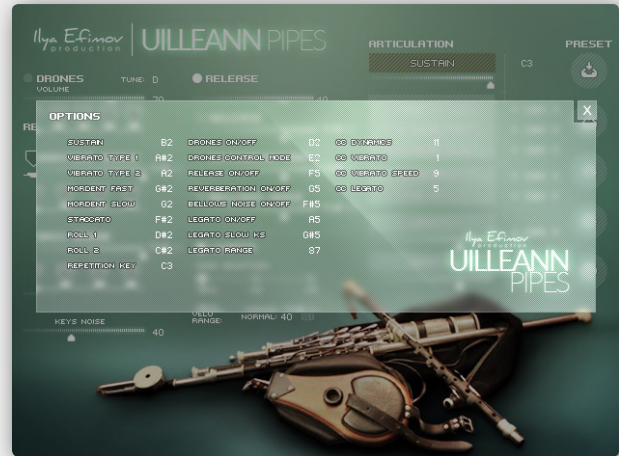 Ilya Efimov
production
UILLEANN PIPES
ARTICULATION
PRESET
SUSTAIN
C3
DRONES
TUNE: D
RELEASE
VOLUME
OPTIONS
X
SUSTAIN B2 DRONES ON/OFF D2 CC DYNAMICS 11
VIBRATO TYPE 1 A#2 DRONES CONTROL MODE E2 CC VIBRATO 1
VIBRATO TYPE 2 A2 RELEASE ON/OFF F5 CC VIBRATO SPEED 9
MORDENT FAST G#2 REVERBERATION ON/OFF G5 CC LEGATO 5
MORDENT SLOW G2 BELLOWS NOISE ON/OFF F#5
STACCATO F#2 LEGATO ON/OFF A5
ROLL 1 D#2 LEGATO SLOW KS G#5
ROLL 2 C#2 LEGATO RANGE 87
REPETITION KEY C3
Ilya Efimov
production
UILLEANN
PIPES
KEYS NOISE
40
VELO
RANGE: NORMAL: 40